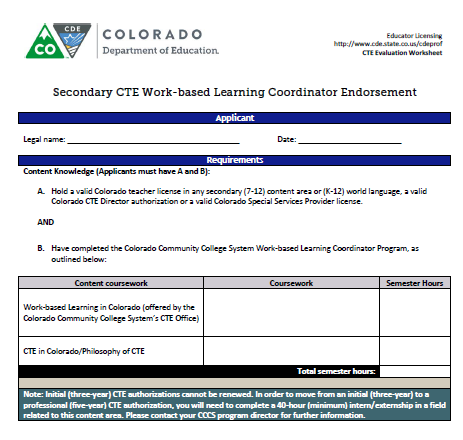 CDE
CO
COLORADO
Department of Education
Educator Licensing
http://www.cde.state.co.us/cdeprof
CTE Evaluation Worksheet
Secondary CTE Work-based Learning Coordinator Endorsement
Applicant
Legal name: ______________________________ Date: ____________________
Requirements
Content Knowledge (Applicants must have A and B):
A. Hold a valid Colorado teacher license in any secondary (7-12) content area or (K-12) world language, a valid
Colorado CTE Director authorization or a valid Colorado Special Services Provider license.
AND
B. Have completed the Colorado Community College System Work-based Learning Coordinator Program, as
outlined below:
Content coursework Coursework Semester Hours
Work-based Learning in Colorado (offered by the
Colorado Community College System's CTE Office)
CTE in Colorado/Philosophy of CTE
Total semester hours:
Note: Initial (three-year) CTE authorizations cannot be renewed. In order to move from an initial (three-year) to a
professional (five-year) CTE authorization, you will need to complete a 40-hour (minimum) intern/externship in a field
related to this content area. Please contact your CCCS program director for further information.